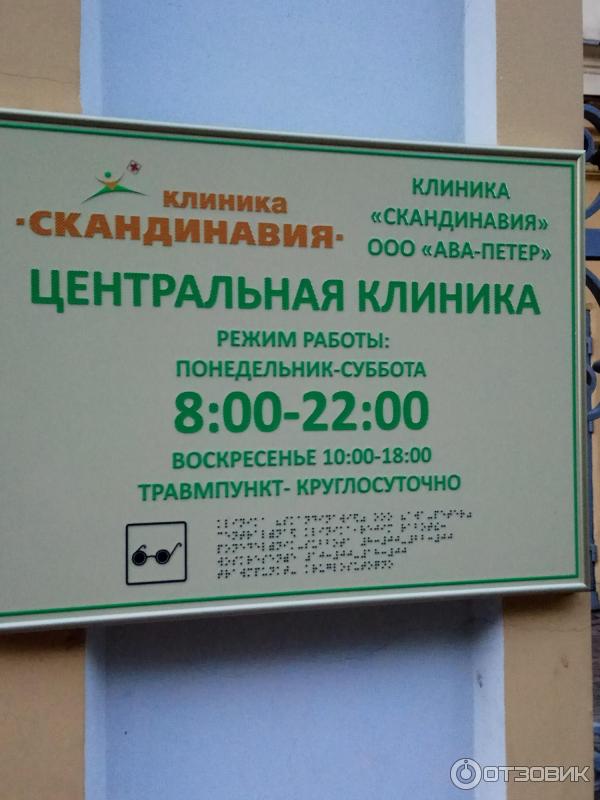 КЛИНИКА
·СКАНДИНАВИЯ·
КЛИНИКА
«СКАНДИНАВИЯ»
ООО «АВА-ПЕТЕР»
ЦЕНТРАЛЬНАЯ КЛИНИКА
РЕЖИМ РАБОТЫ:
ПОНЕДЕЛЬНИК-СУББОТА
8:00-22:00
ВОСКРЕСЕНЬЕ 10:00-18:00
ТРАВМПУНКТ- КРУГЛОСУТОЧНО
ОТЗОВИК